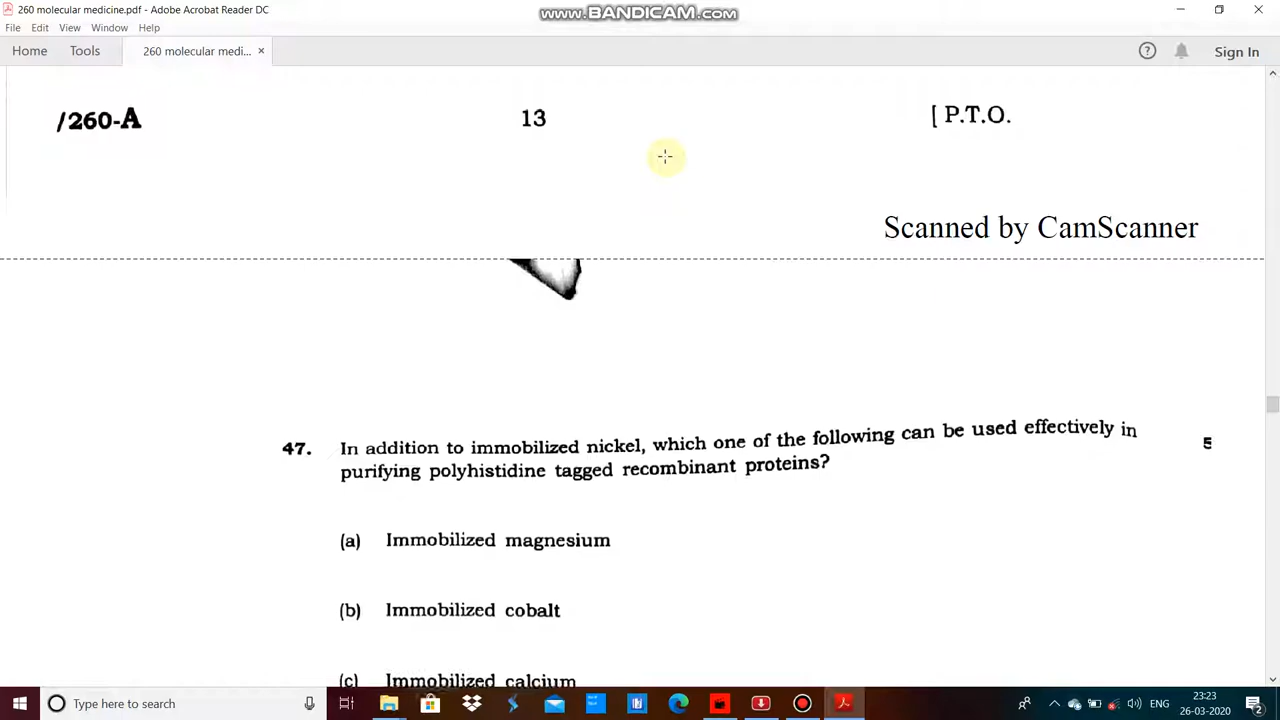 260 molecular medicine.pdf - Adobe Acrobat Reader DC
www.BANDICAM.com
File Edit View Window Help
Home Tools 260 molecular medi... × Sign In
/260-A 13 [ P.T.O.
Scanned by CamScanner
47. In addition to immobilized nickel, which one of the following can be used effectively in 5
purifying polyhistidine tagged recombinant proteins?
(a) Immobilized magnesium
(b) Immobilized cobalt
(c) Immobilized calcium
Type here to search
ENG
23:23
26-03-2020
2